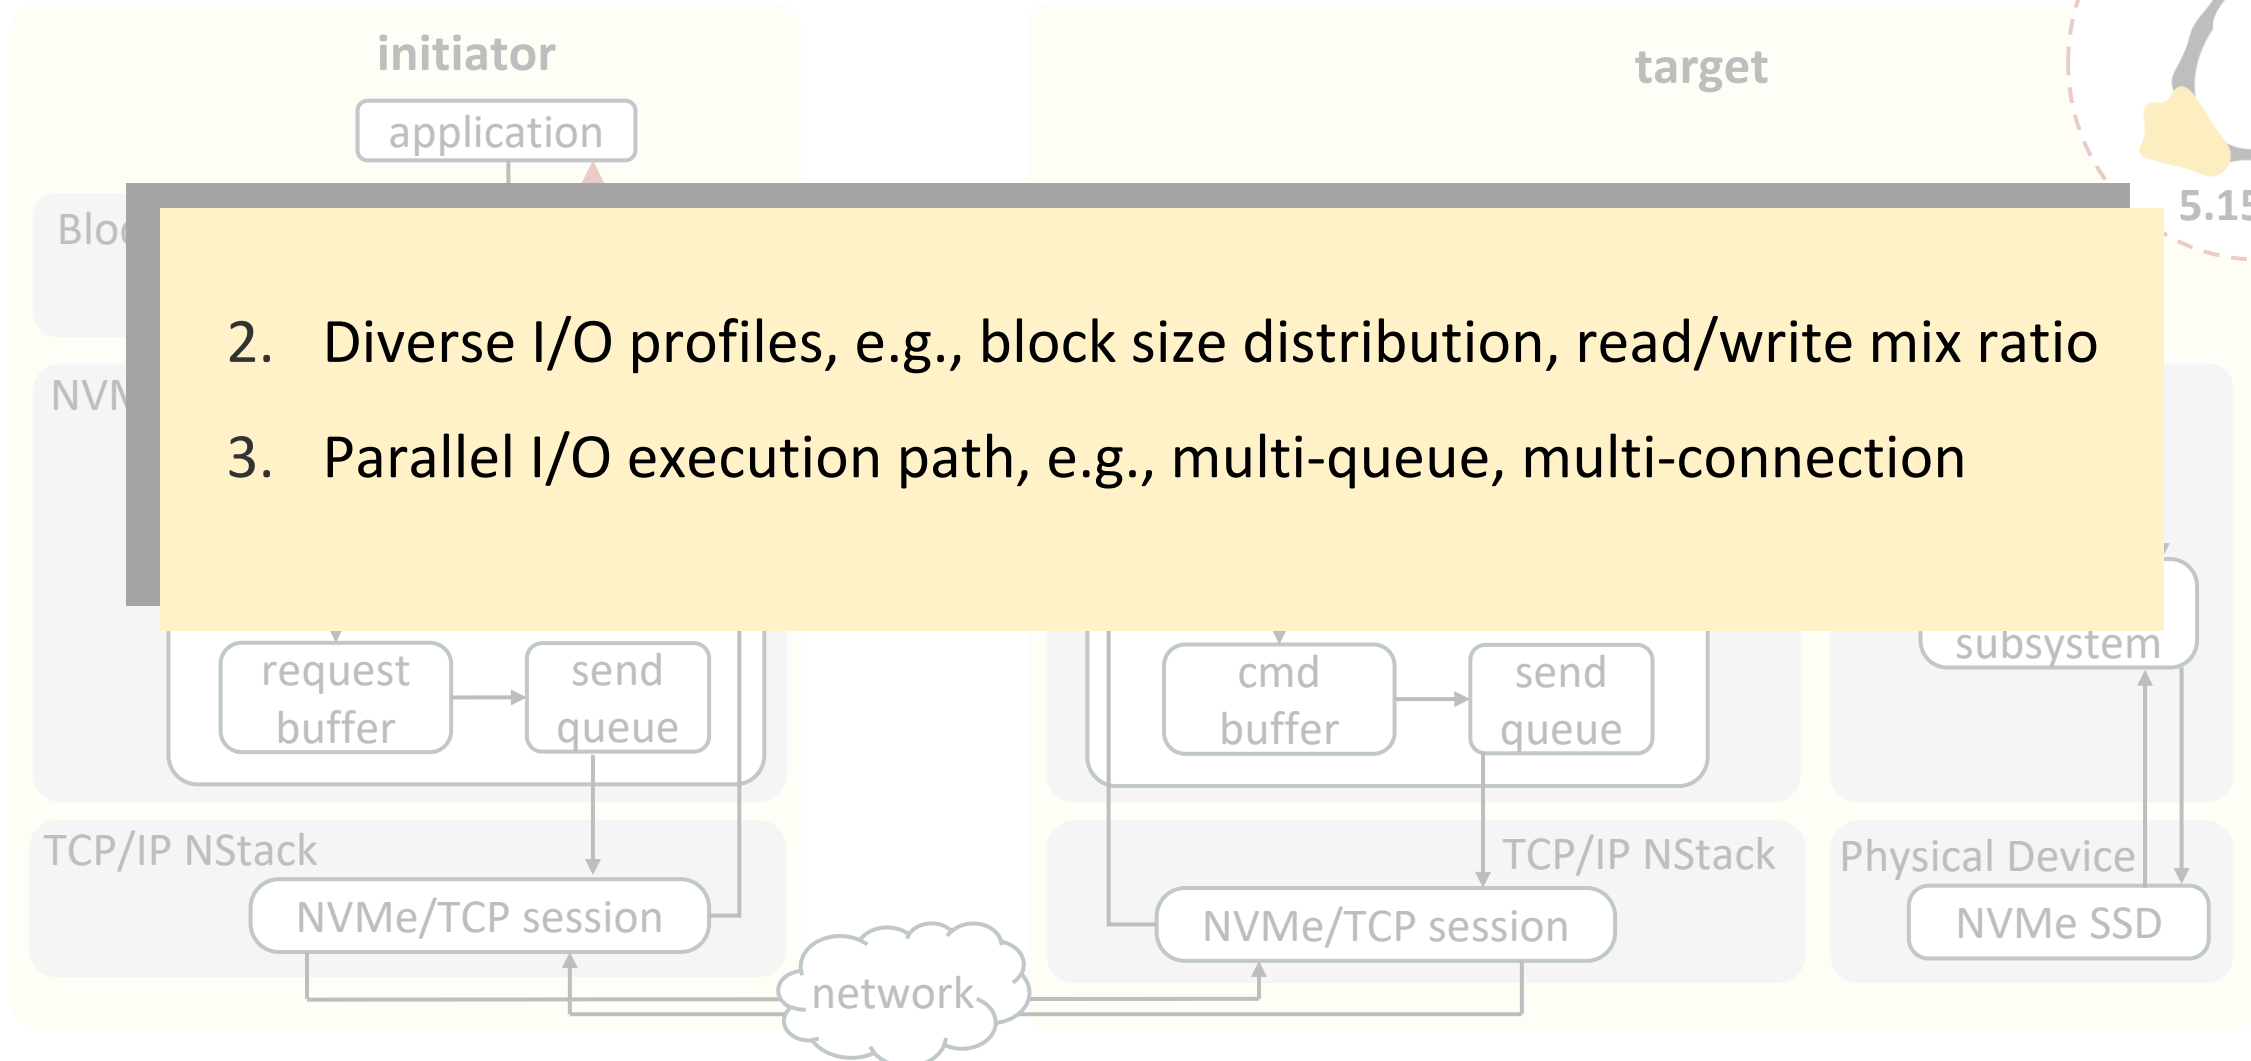 initiator
target
application
5.15
Bloc
2. Diverse I/O profiles, e.g., block size distribution, read/write mix ratio
NVM
3. Parallel I/O execution path, e.g., multi-queue, multi-connection
request
buffer
send
queue
cmd
buffer
send
queue
subsystem
TCP/IP NStack
TCP/IP NStack
Physical Device
NVMe/TCP session
NVMe/TCP session
NVMe SSD
network